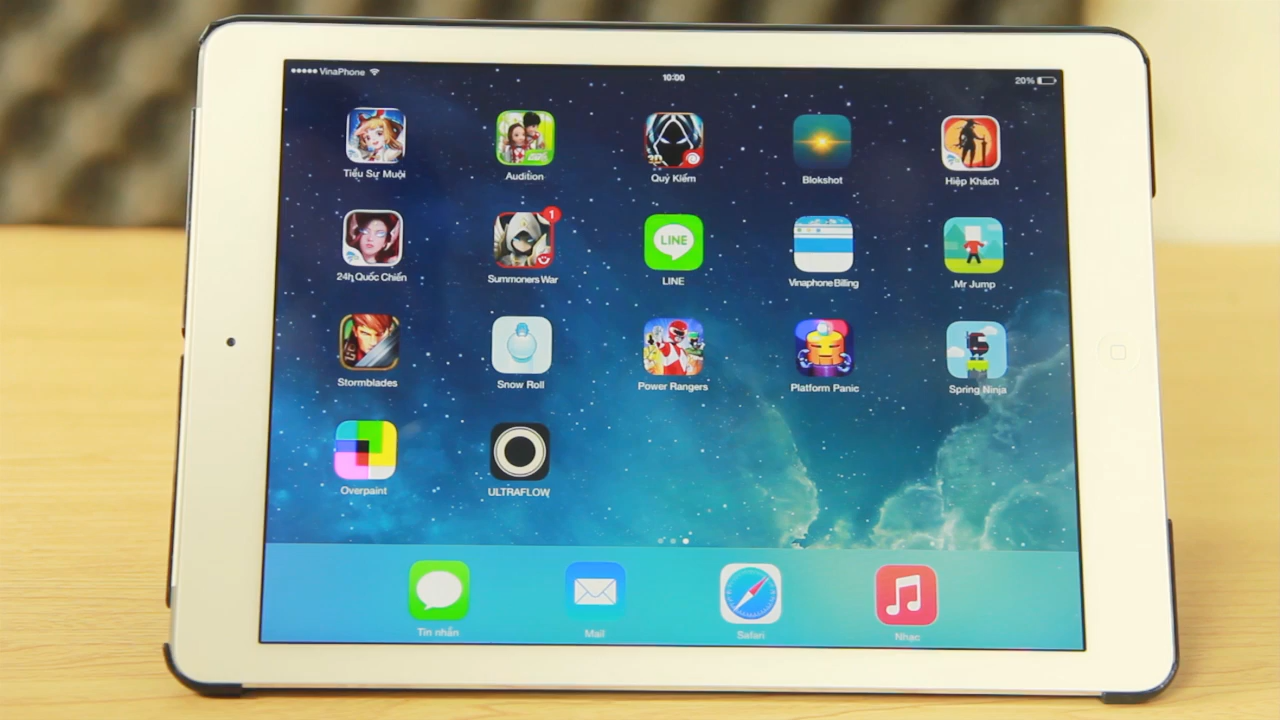 VinaPhone 10:00 20%
Tiểu Sư Muội Audition Quỷ Kiếm Blokshot Hiệp Khách
1
24h Quốc Chiến Summoners War LINE LINE Vinaphone Billing Mr Jump
Stormblades Snow Roll Power Rangers Platform Panic Spring Ninja
Overpaint ULTRAFLOW
Tin nhắn Mail Safari Nhạc